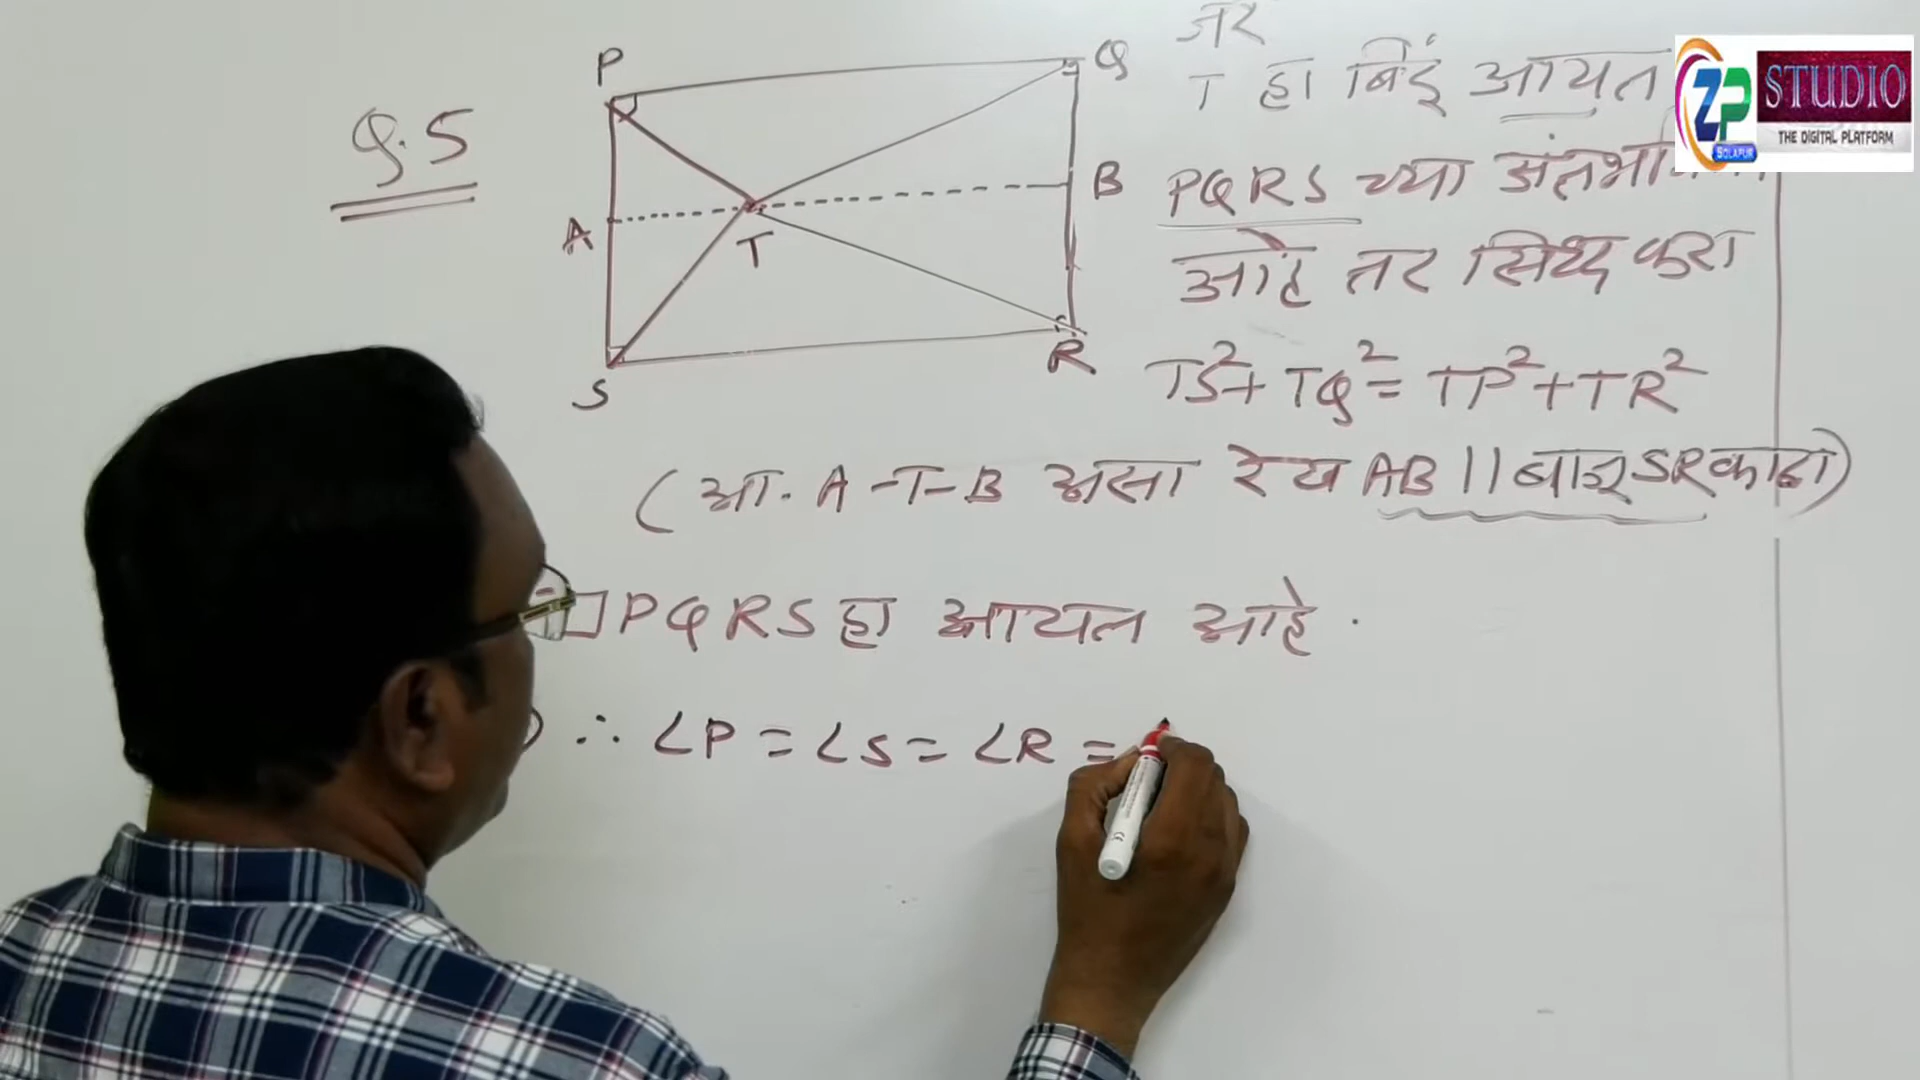 Q.5
P
Q
A
T
B
S
R
जर
T हा बिंदू आयत
PQRS च्या
आहे तर सिध्द करा
TS²+TQ²=TP²+TR²
(आ. A-T-B असा रेख AB || बाजू SR काढा)
□PQRS हा आयत आहे.
∴ ∠P = ∠S = ∠R =
ZP STUDIO
THE DIGITAL PLATFORM
SOLAPUR